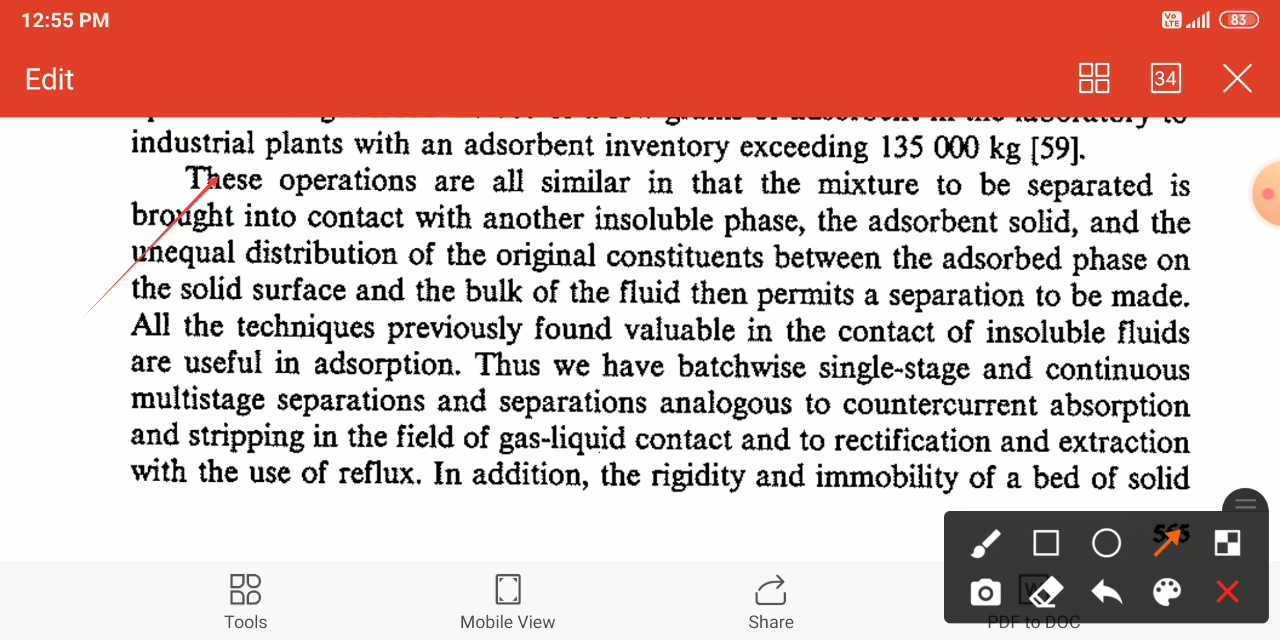 12:55 PM
Vo LTE
83
Edit
34
industrial plants with an adsorbent inventory exceeding 135 000 kg [59].
These operations are all similar in that the mixture to be separated is
brought into contact with another insoluble phase, the adsorbent solid, and the
unequal distribution of the original constituents between the adsorbed phase on
the solid surface and the bulk of the fluid then permits a separation to be made.
All the techniques previously found valuable in the contact of insoluble fluids
are useful in adsorption. Thus we have batchwise single-stage and continuous
multistage separations and separations analogous to countercurrent absorption
and stripping in the field of gas-liquid contact and to rectification and extraction
with the use of reflux. In addition, the rigidity and immobility of a bed of solid
565
Tools
Mobile View
Share
PDF to DOC